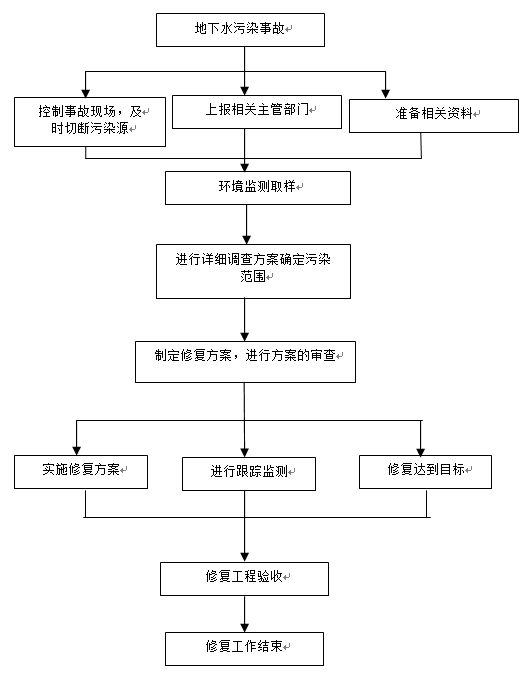 地下水污染事故
控制事故现场，及
时切断污染源
上报相关主管部门
准备相关资料
环境监测取样
进行详细调查方案确定污染
范围
制定修复方案，进行方案的审查
实施修复方案
进行跟踪监测
修复达到目标
修复工程验收
修复工作结束